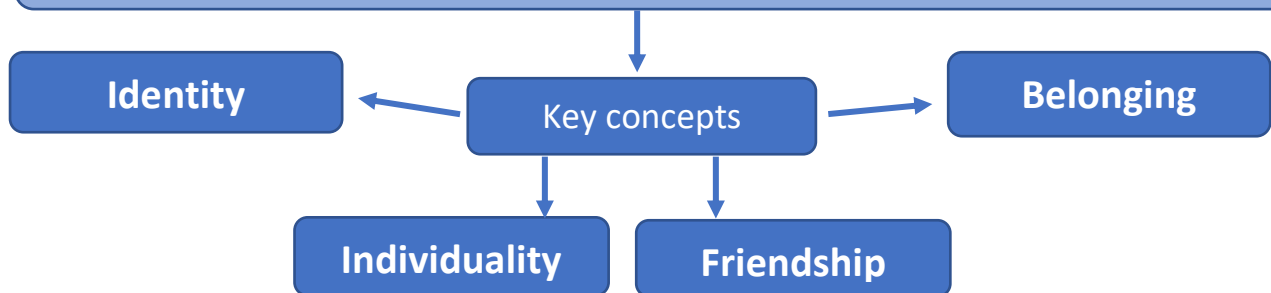 Identity
Key concepts
Belonging
Individuality
Friendship